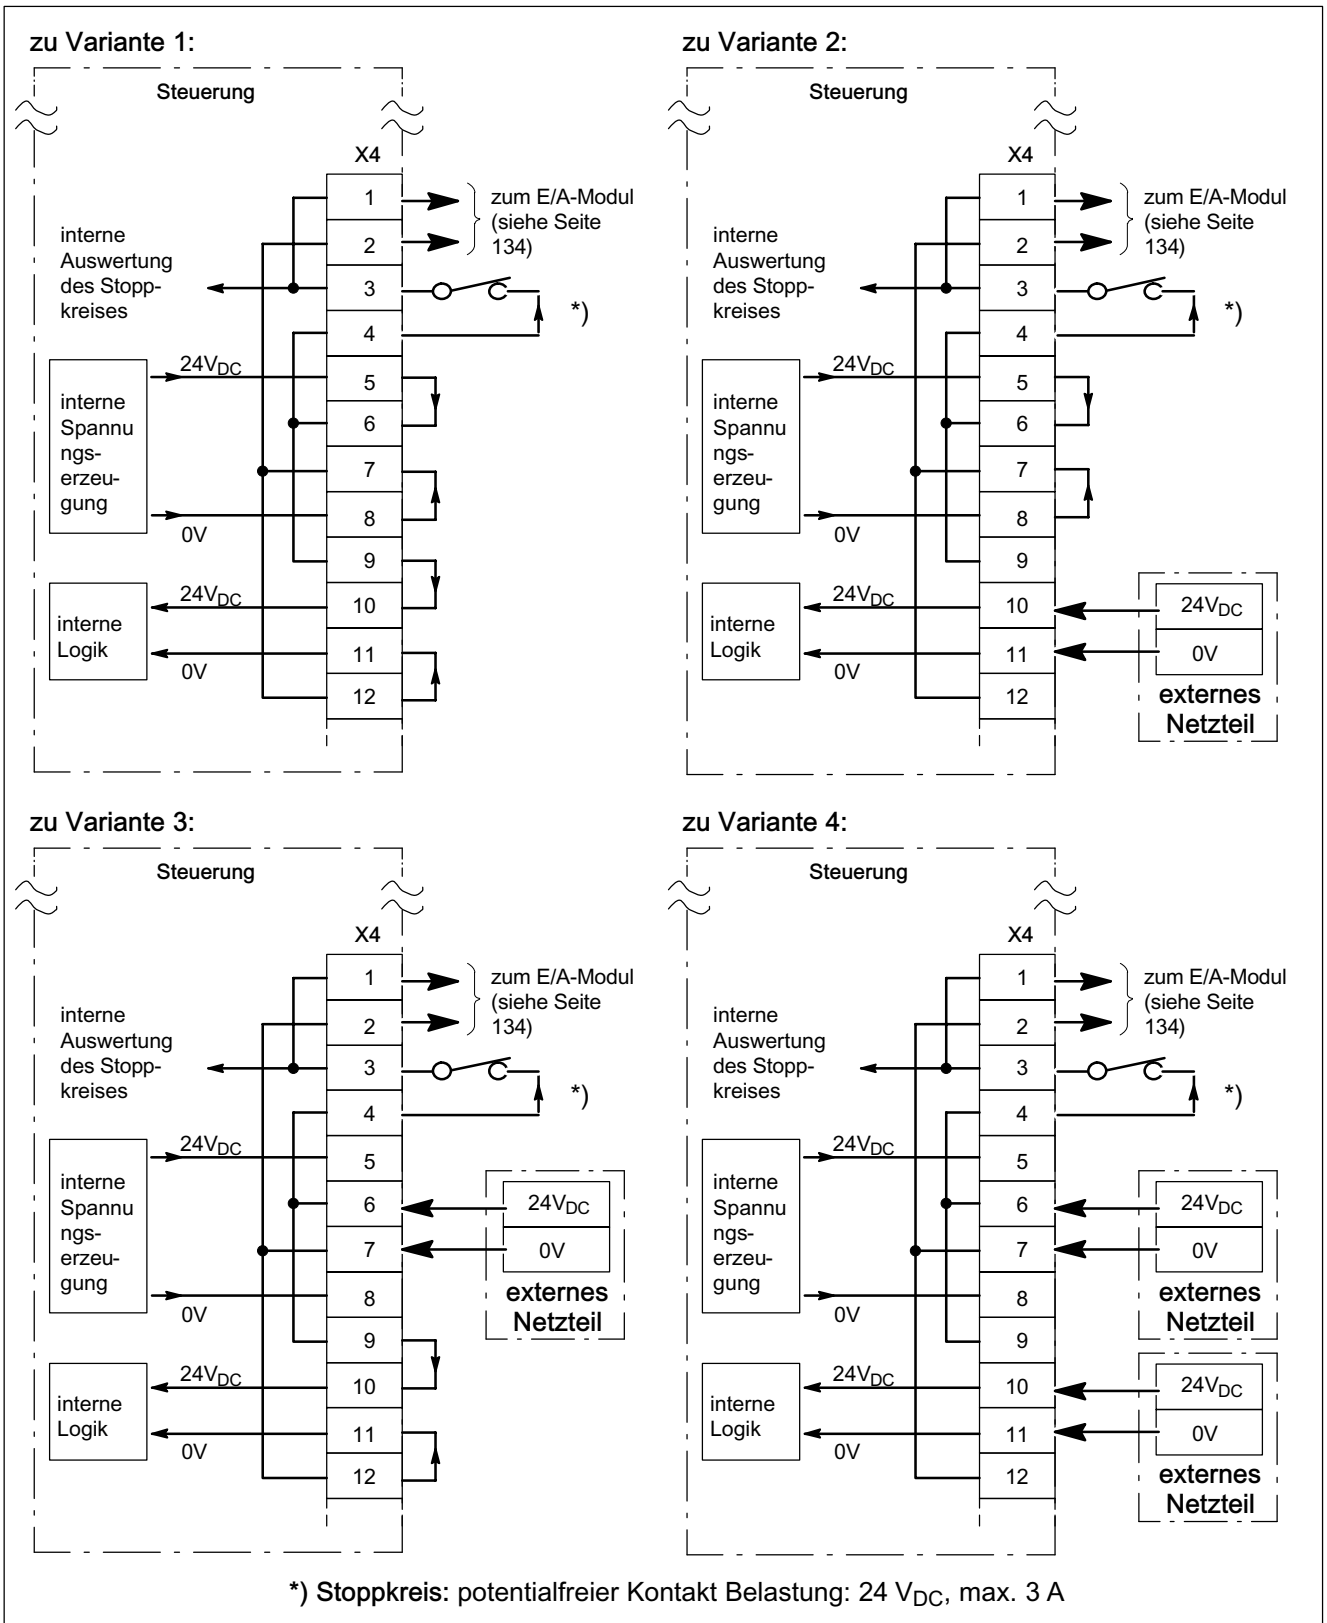 zu Variante 1:
Steuerung
X4
1
2
3
4
5
6
7
8
9
10
11
12
zum E/A-Modul
(siehe Seite
134)
interne
Auswertung
des Stopp-
kreises
*)
24VDC
interne
Spannu
ngs-
erzeu-
gung
0V
24VDC
interne
Logik
0V
zu Variante 2:
Steuerung
X4
1
2
3
4
5
6
7
8
9
10
11
12
zum E/A-Modul
(siehe Seite
134)
interne
Auswertung
des Stopp-
kreises
*)
24VDC
interne
Spannu
ngs-
erzeu-
gung
0V
24VDC
interne
Logik
0V
24VDC
0V
externes
Netzteil
zu Variante 3:
Steuerung
X4
1
2
3
4
5
6
7
8
9
10
11
12
zum E/A-Modul
(siehe Seite
134)
interne
Auswertung
des Stopp-
kreises
*)
24VDC
interne
Spannu
ngs-
erzeu-
gung
0V
24VDC
0V
externes
Netzteil
24VDC
interne
Logik
0V
zu Variante 4:
Steuerung
X4
1
2
3
4
5
6
7
8
9
10
11
12
zum E/A-Modul
(siehe Seite
134)
interne
Auswertung
des Stopp-
kreises
*)
24VDC
interne
Spannu
ngs-
erzeu-
gung
0V
24VDC
0V
externes
Netzteil
24VDC
interne
Logik
0V
24VDC
0V
externes
Netzteil
*) Stoppkreis: potentialfreier Kontakt Belastung: 24 VDC, max. 3 A